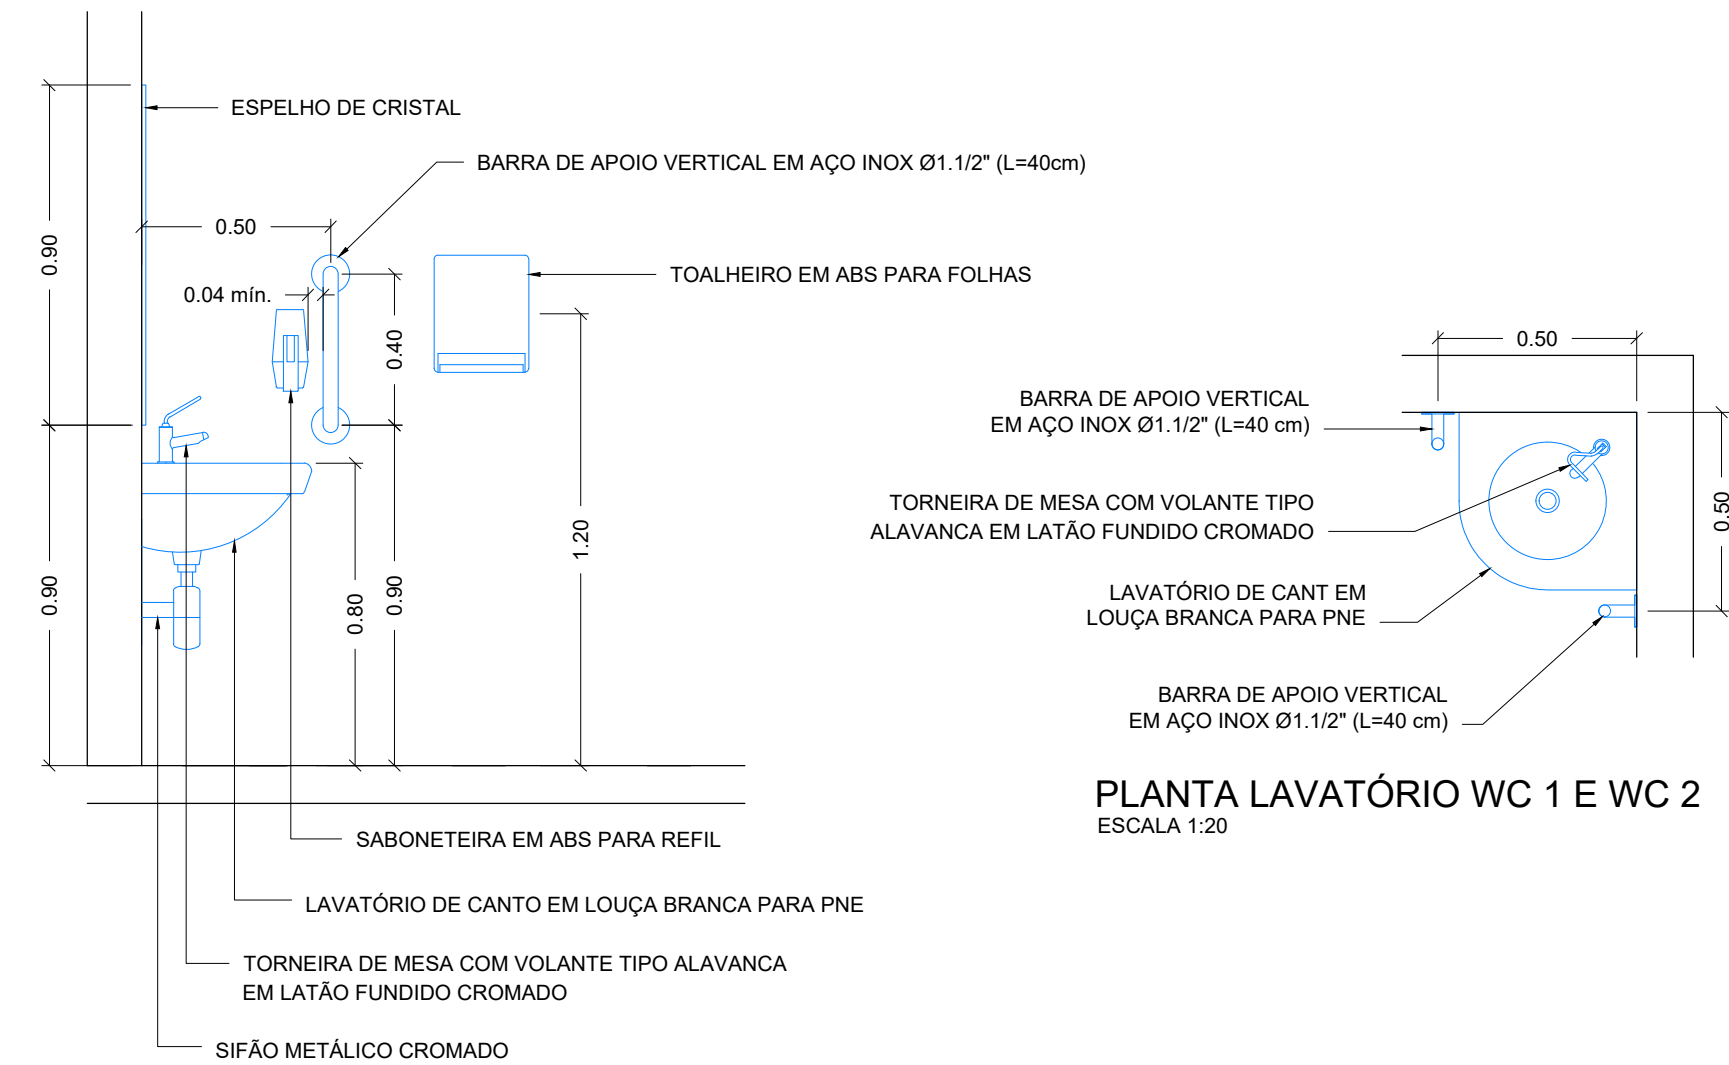 ESPELHO DE CRISTAL
BARRA DE APOIO VERTICAL EM AÇO INOX Ø1.1/2" (L=40cm)
0.50
0.90
TOALHEIRO EM ABS PARA FOLHAS
0.04 mín.
0.40
1.20
0.90
0.80
0.90
SABONETEIRA EM ABS PARA REFIL
LAVATÓRIO DE CANTO EM LOUÇA BRANCA PARA PNE
TORNEIRA DE MESA COM VOLANTE TIPO ALAVANCA
EM LATÃO FUNDIDO CROMADO
SIFÃO METÁLICO CROMADO
0.50
BARRA DE APOIO VERTICAL
EM AÇO INOX Ø1.1/2" (L=40 cm)
TORNEIRA DE MESA COM VOLANTE TIPO
ALAVANCA EM LATÃO FUNDIDO CROMADO
0.50
LAVATÓRIO DE CANT EM
LOUÇA BRANCA PARA PNE
BARRA DE APOIO VERTICAL
EM AÇO INOX Ø1.1/2" (L=40 cm)
PLANTA LAVATÓRIO WC 1 E WC 2
ESCALA 1:20